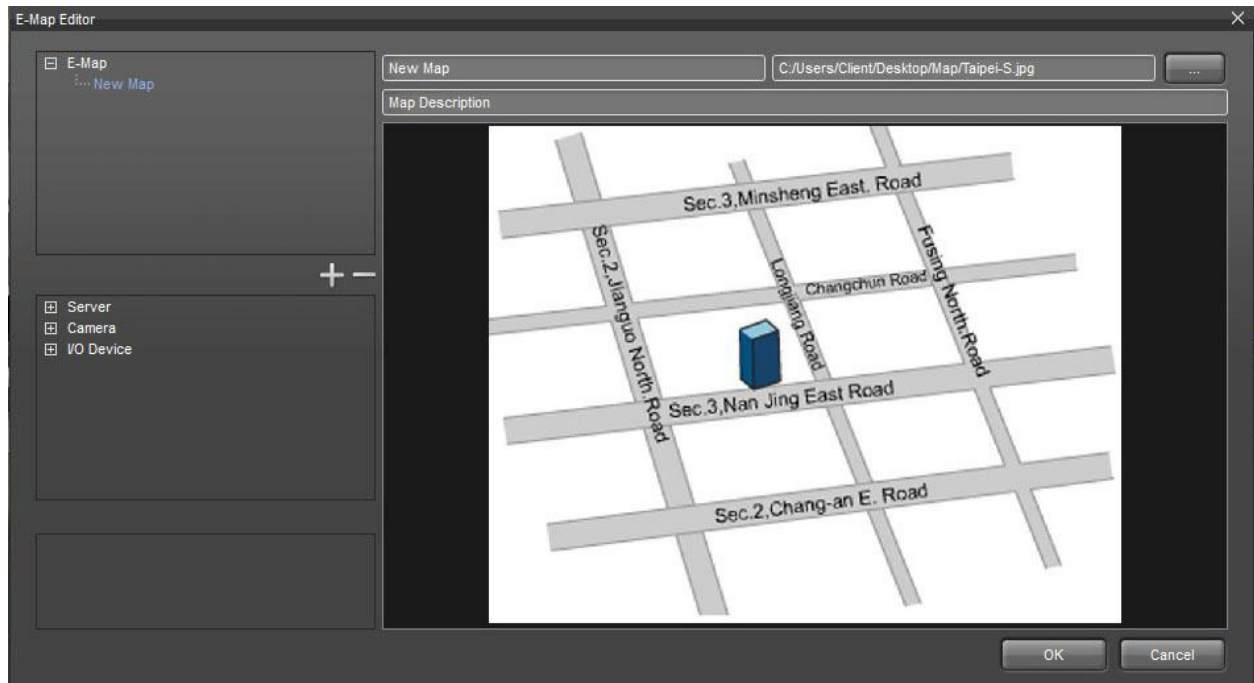 E-Map Editor
E-Map
New Map
New Map
C:/Users/Client/Desktop/Map/Taipei-S.jpg
...
Map Description
Server
Camera
I/O Device
Sec.3,Minsheng East. Road
Sec.2,Jianguo North.Road
Longjiang Road
Fusing North.Road
Changchun Road
Sec.3,Nan Jing East Road
Sec.2,Chang-an E. Road
OK
Cancel